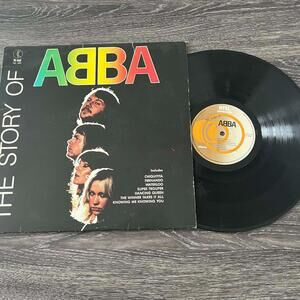 THE STORY OF
ABBA
Includes
CHIQUITITA
FERNANDO
WATERLOO
SUPER TROUPER
DANCING QUEEN
THE WINNER TAKES IT ALL
KNOWING ME KNOWING YOU
ABBA